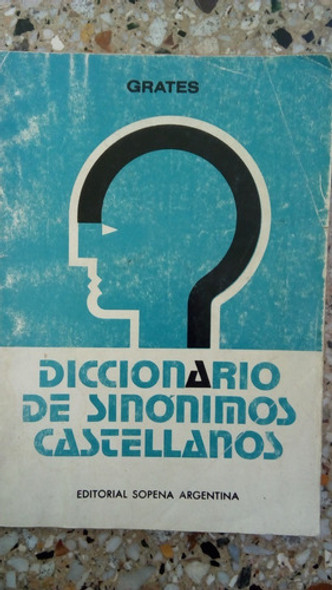 GRATES
DICCIONARIO
DE SINONIMOS
CASTELLANOS
EDITORIAL SOPENA ARGENTINA